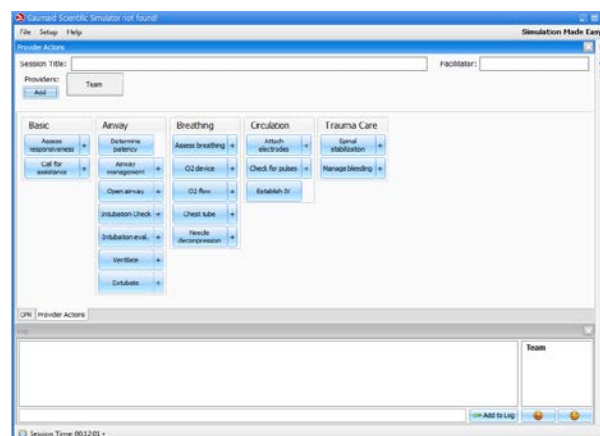 Gaumard Scientific Simulator not found!
File Setup Help
Simulation Made Easy
Provider Actions
Session Title:
Facilitator:
Providers:
Add
Team
Basic
Airway
Breathing
Circulation
Trauma Care
Assess responsiveness +
Determine patency
Assess breathing +
Attach electrodes +
Spinal stabilization +
Call for assistance +
Airway management +
O2 device +
Check for pulses +
Manage bleeding +
Open airway +
O2 flow +
Establish IV
Intubation Check +
Chest tube +
Intubation eval. +
Needle decompression +
Ventilate +
Extubate +
CPR Provider Actions
Log
Team
Add to Log
Session Time: 00:12:01